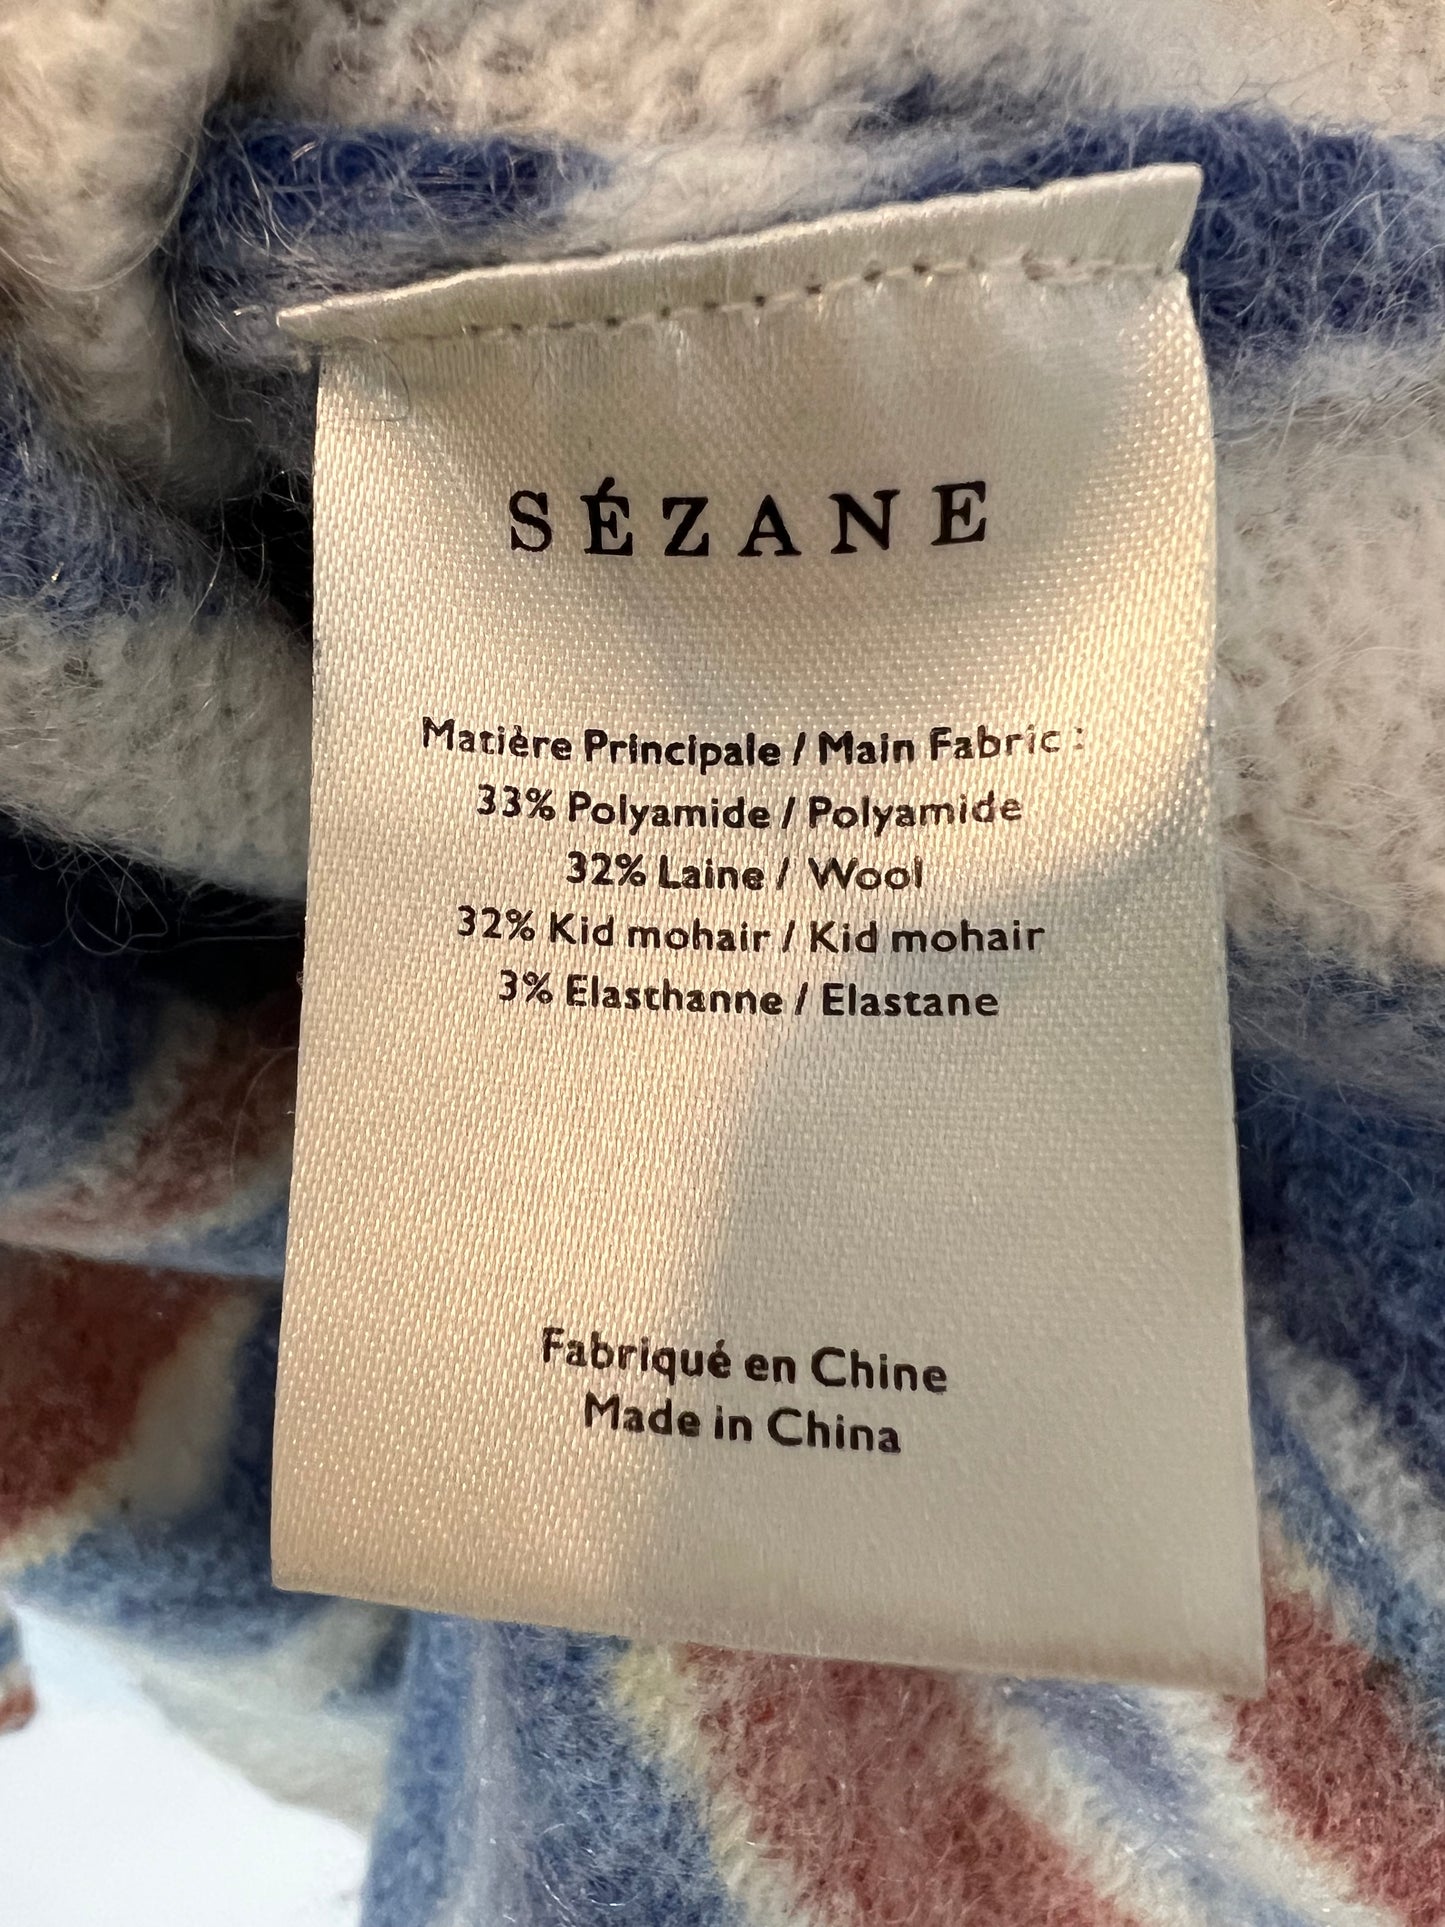 SÉZANE
Matière Principale / Main Fabric :
33% Polyamide / Polyamide
32% Laine / Wool
32% Kid mohair / Kid mohair
3% Elasthanne / Elastane
Fabriqué en Chine
Made in China